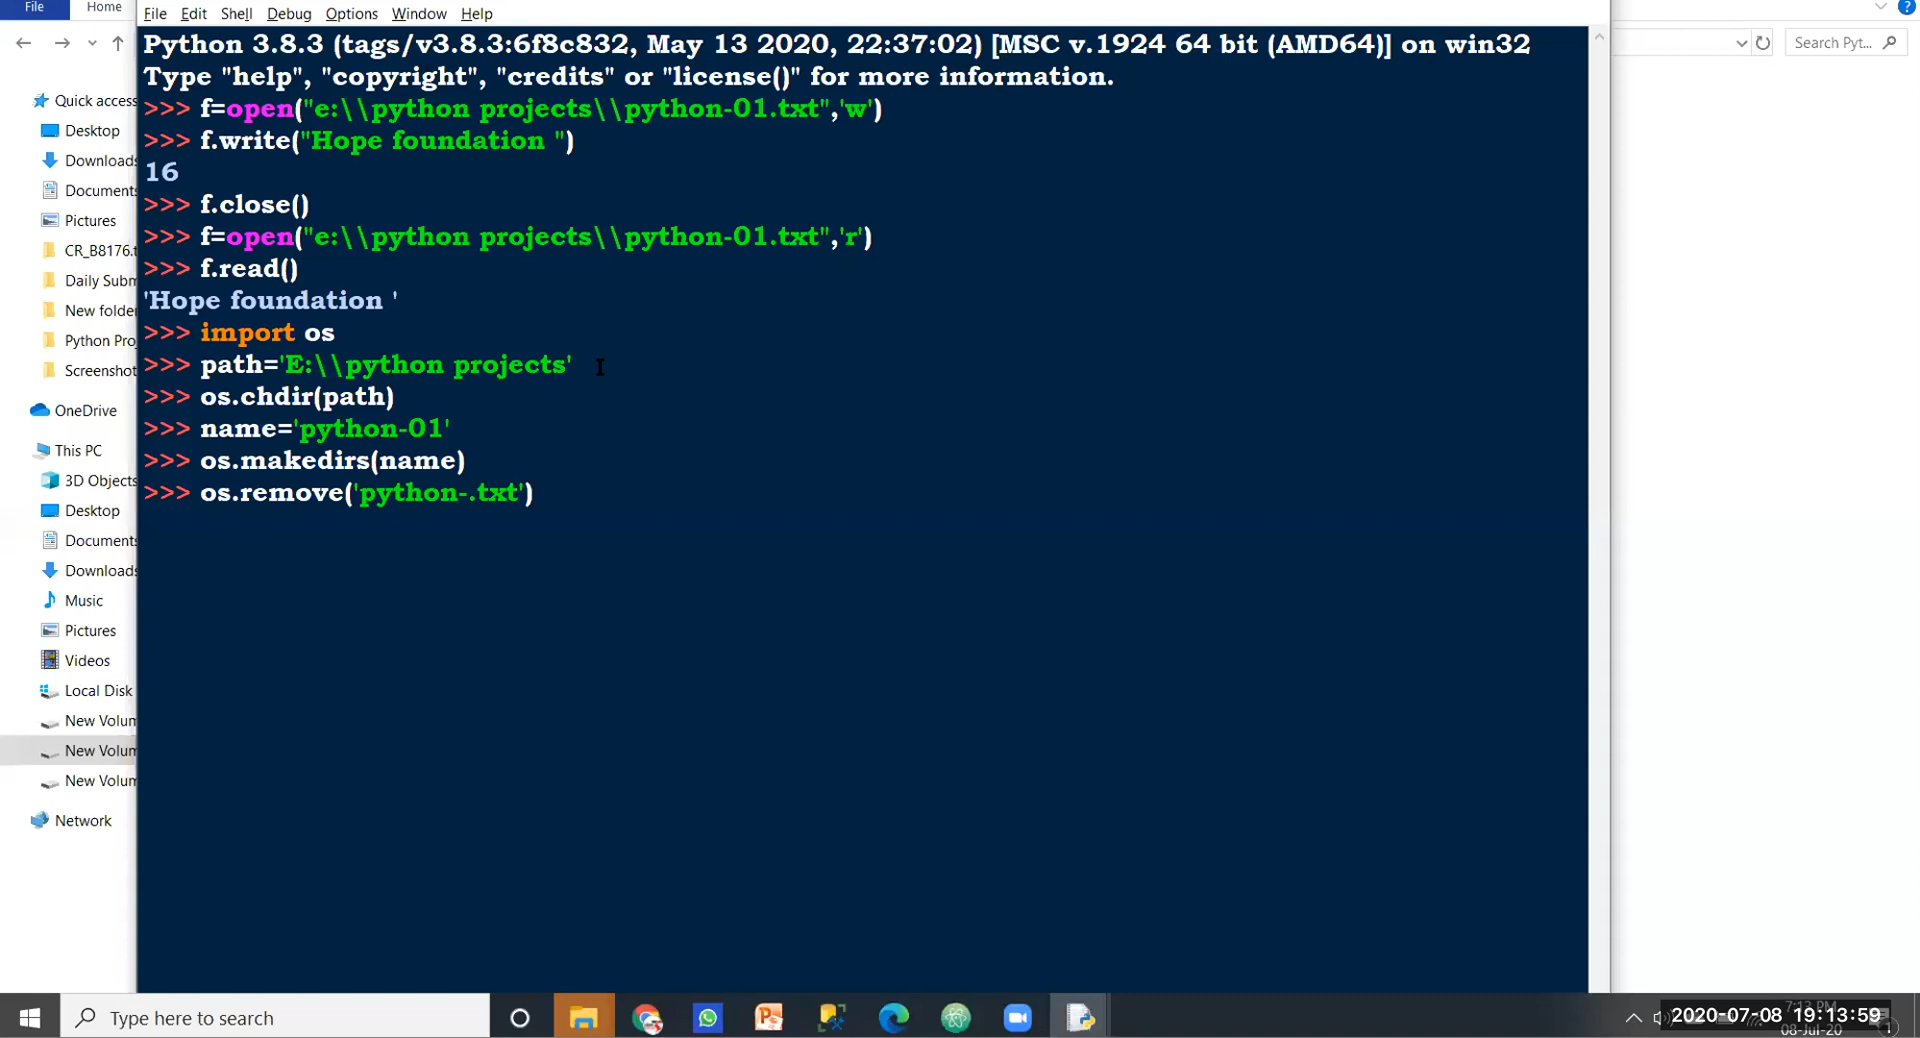 File Home
File Edit Shell Debug Options Window Help
Search Pyt...
Python 3.8.3 (tags/v3.8.3:6f8c832, May 13 2020, 22:37:02) [MSC v.1924 64 bit (AMD64)] on win32
Type "help", "copyright", "credits" or "license()" for more information.
>>> f=open("e:\\python projects\\python-01.txt",'w')
>>> f.write("Hope foundation ")
16
>>> f.close()
>>> f=open("e:\\python projects\\python-01.txt",'r')
>>> f.read()
'Hope foundation '
>>> import os
>>> path='E:\\python projects'
>>> os.chdir(path)
>>> name='python-01'
>>> os.makedirs(name)
>>> os.remove('python-.txt')
Quick access
Desktop
Downloads
Documents
Pictures
CR_B8176.t
Daily Subm
New folder
Python Pro
Screenshot
OneDrive
This PC
3D Objects
Desktop
Documents
Downloads
Music
Pictures
Videos
Local Disk
New Volum
New Volum
New Volum
Network
Type here to search
7:13 PM
2020-07-08 19:13:59
08-Jul-20
1